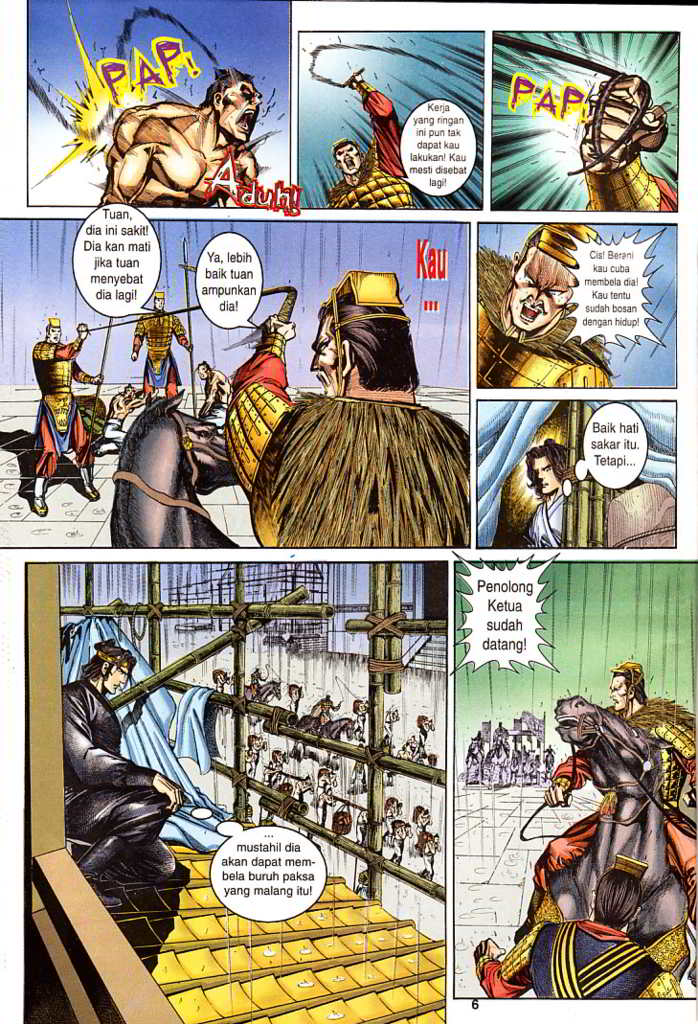 PAP!
Aduh!
Kerja
yang ringan
ini pun tak
dapat kau
lakukan! Kau
mesti disebat
lagi!
PAP!
Tuan,
dia ini sakit!
Dia kan mati
jika tuan
menyebat
dia lagi!
Ya, lebih
baik tuan
ampunkan
dia!
Kau
...
Cis! Berani
kau cuba
membela dia!
Kau tentu
sudah bosan
dengan hidup!
Baik hati
sakar itu.
Tetapi...
... mustahil dia
akan dapat mem-
bela buruh paksa
yang malang itu!
Penolong
Ketua
sudah
datang!
6